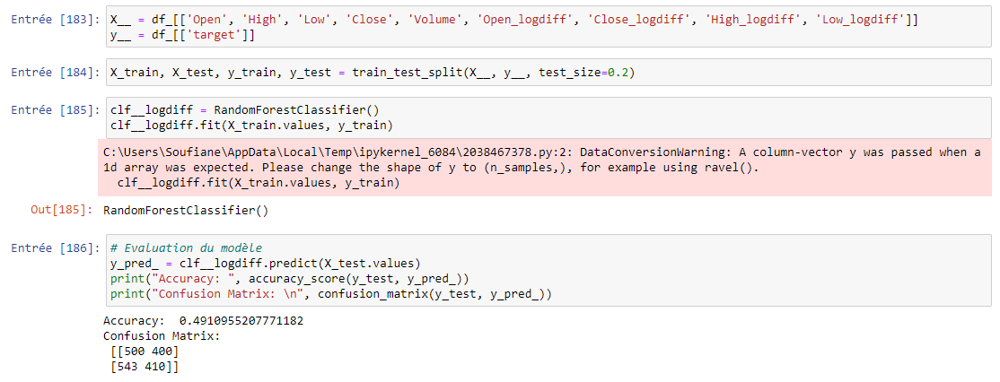 Entrée [183]: X__ = df_[['Open', 'High', 'Low', 'Close', 'Volume', 'Open_logdiff', 'Close_logdiff', 'High_logdiff', 'Low_logdiff']]
y__ = df_[['target']]
Entrée [184]: X_train, X_test, y_train, y_test = train_test_split(X__, y__, test_size=0.2)
Entrée [185]: clf__logdiff = RandomForestClassifier()
clf__logdiff.fit(X_train.values, y_train)
C:\Users\Soufiane\AppData\Local\Temp\ipykernel_6084\2038467378.py:2: DataConversionWarning: A column-vector y was passed when a
1d array was expected. Please change the shape of y to (n_samples,), for example using ravel().
clf__logdiff.fit(X_train.values, y_train)
Out[185]: RandomForestClassifier()
Entrée [186]: # Evaluation du modèle
y_pred_ = clf__logdiff.predict(X_test.values)
print("Accuracy: ", accuracy_score(y_test, y_pred_))
print("Confusion Matrix: \n", confusion_matrix(y_test, y_pred_))
Accuracy:  0.4910955207771182
Confusion Matrix:
[[500 400]
[543 410]]